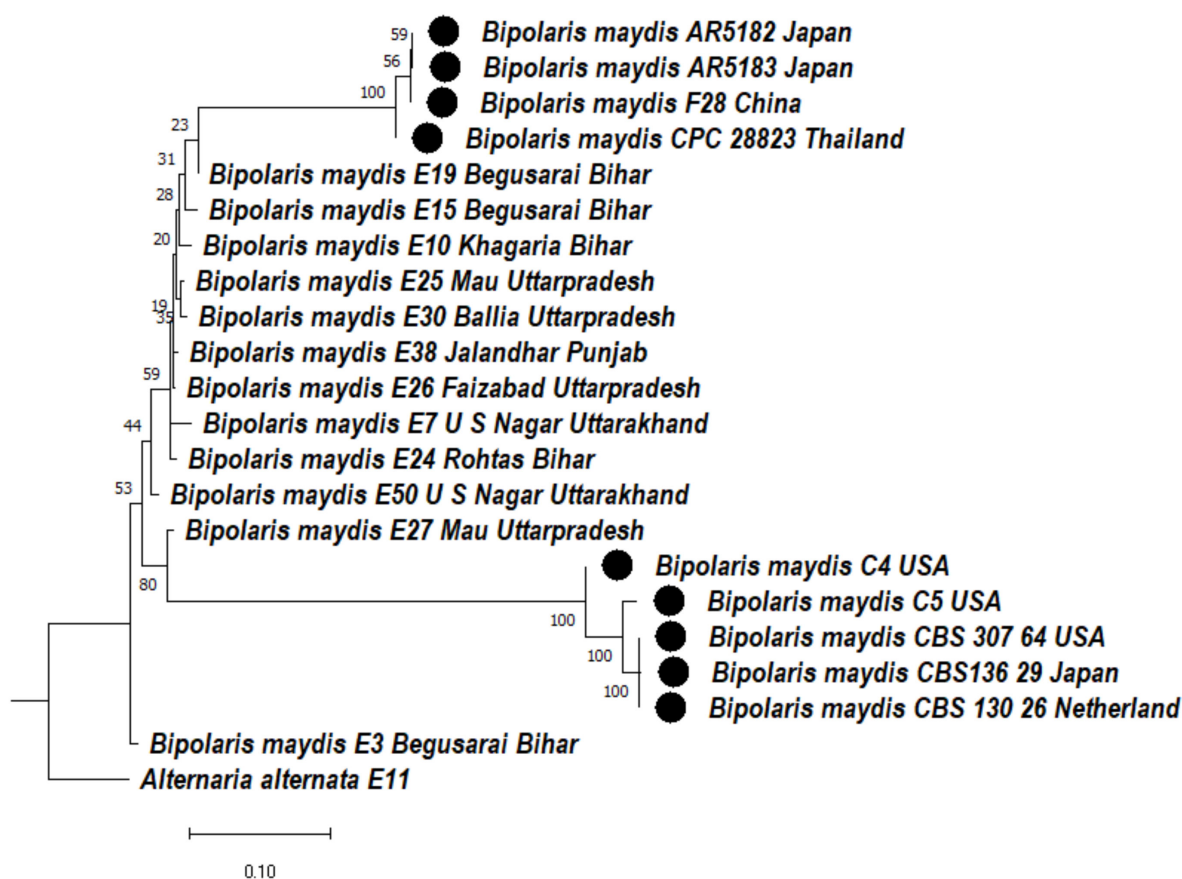 59
Bipolaris maydis AR5182 Japan
56
Bipolaris maydis AR5183 Japan
100
Bipolaris maydis F28 China
23
Bipolaris maydis CPC 28823 Thailand
31
Bipolaris maydis E19 Begusarai Bihar
28
Bipolaris maydis E15 Begusarai Bihar
20
Bipolaris maydis E10 Khagaria Bihar
Bipolaris maydis E25 Mau Uttarpradesh
19
Bipolaris maydis E30 Ballia Uttarpradesh
35
Bipolaris maydis E38 Jalandhar Punjab
59
Bipolaris maydis E26 Faizabad Uttarpradesh
44
Bipolaris maydis E7 U S Nagar Uttarakhand
Bipolaris maydis E24 Rohtas Bihar
53
Bipolaris maydis E50 U S Nagar Uttarakhand
Bipolaris maydis E27 Mau Uttarpradesh
80
Bipolaris maydis C4 USA
100
Bipolaris maydis C5 USA
100
Bipolaris maydis CBS 307 64 USA
100
Bipolaris maydis CBS136 29 Japan
Bipolaris maydis CBS 130 26 Netherland
Bipolaris maydis E3 Begusarai Bihar
Alternaria alternata E11
0.10